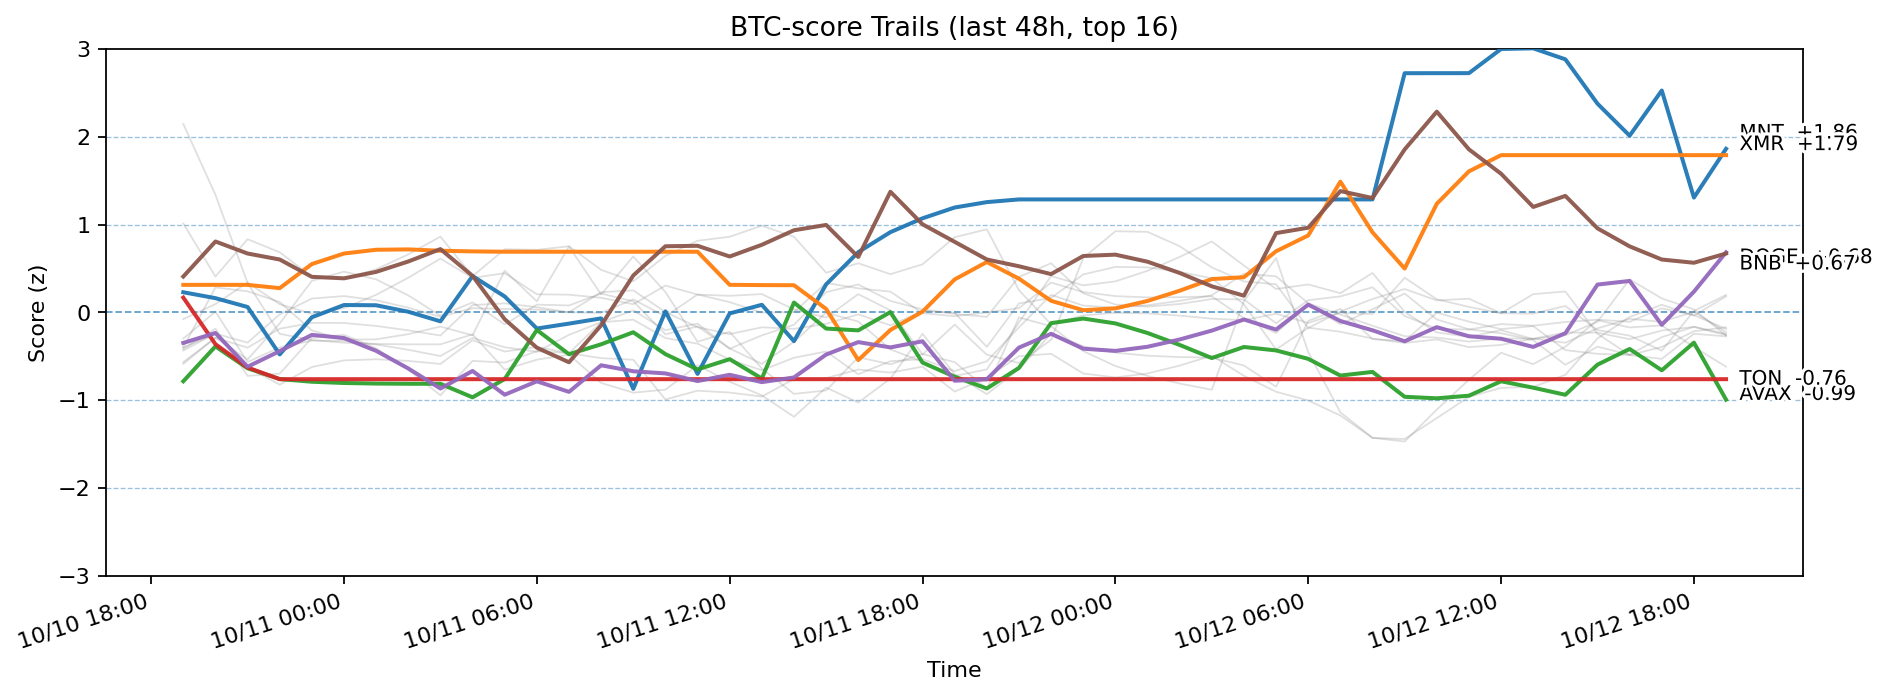 BTC-score Trails (last 48h, top 16)
3
2
1
0
−1
−2
−3
Score (z)
MNT +1.86
XMR +1.79
BNB +0.67
TON -0.76
AVAX -0.99
10/10 18:00
10/11 00:00
10/11 06:00
10/11 12:00
10/11 18:00
10/12 00:00
10/12 06:00
10/12 12:00
10/12 18:00
Time